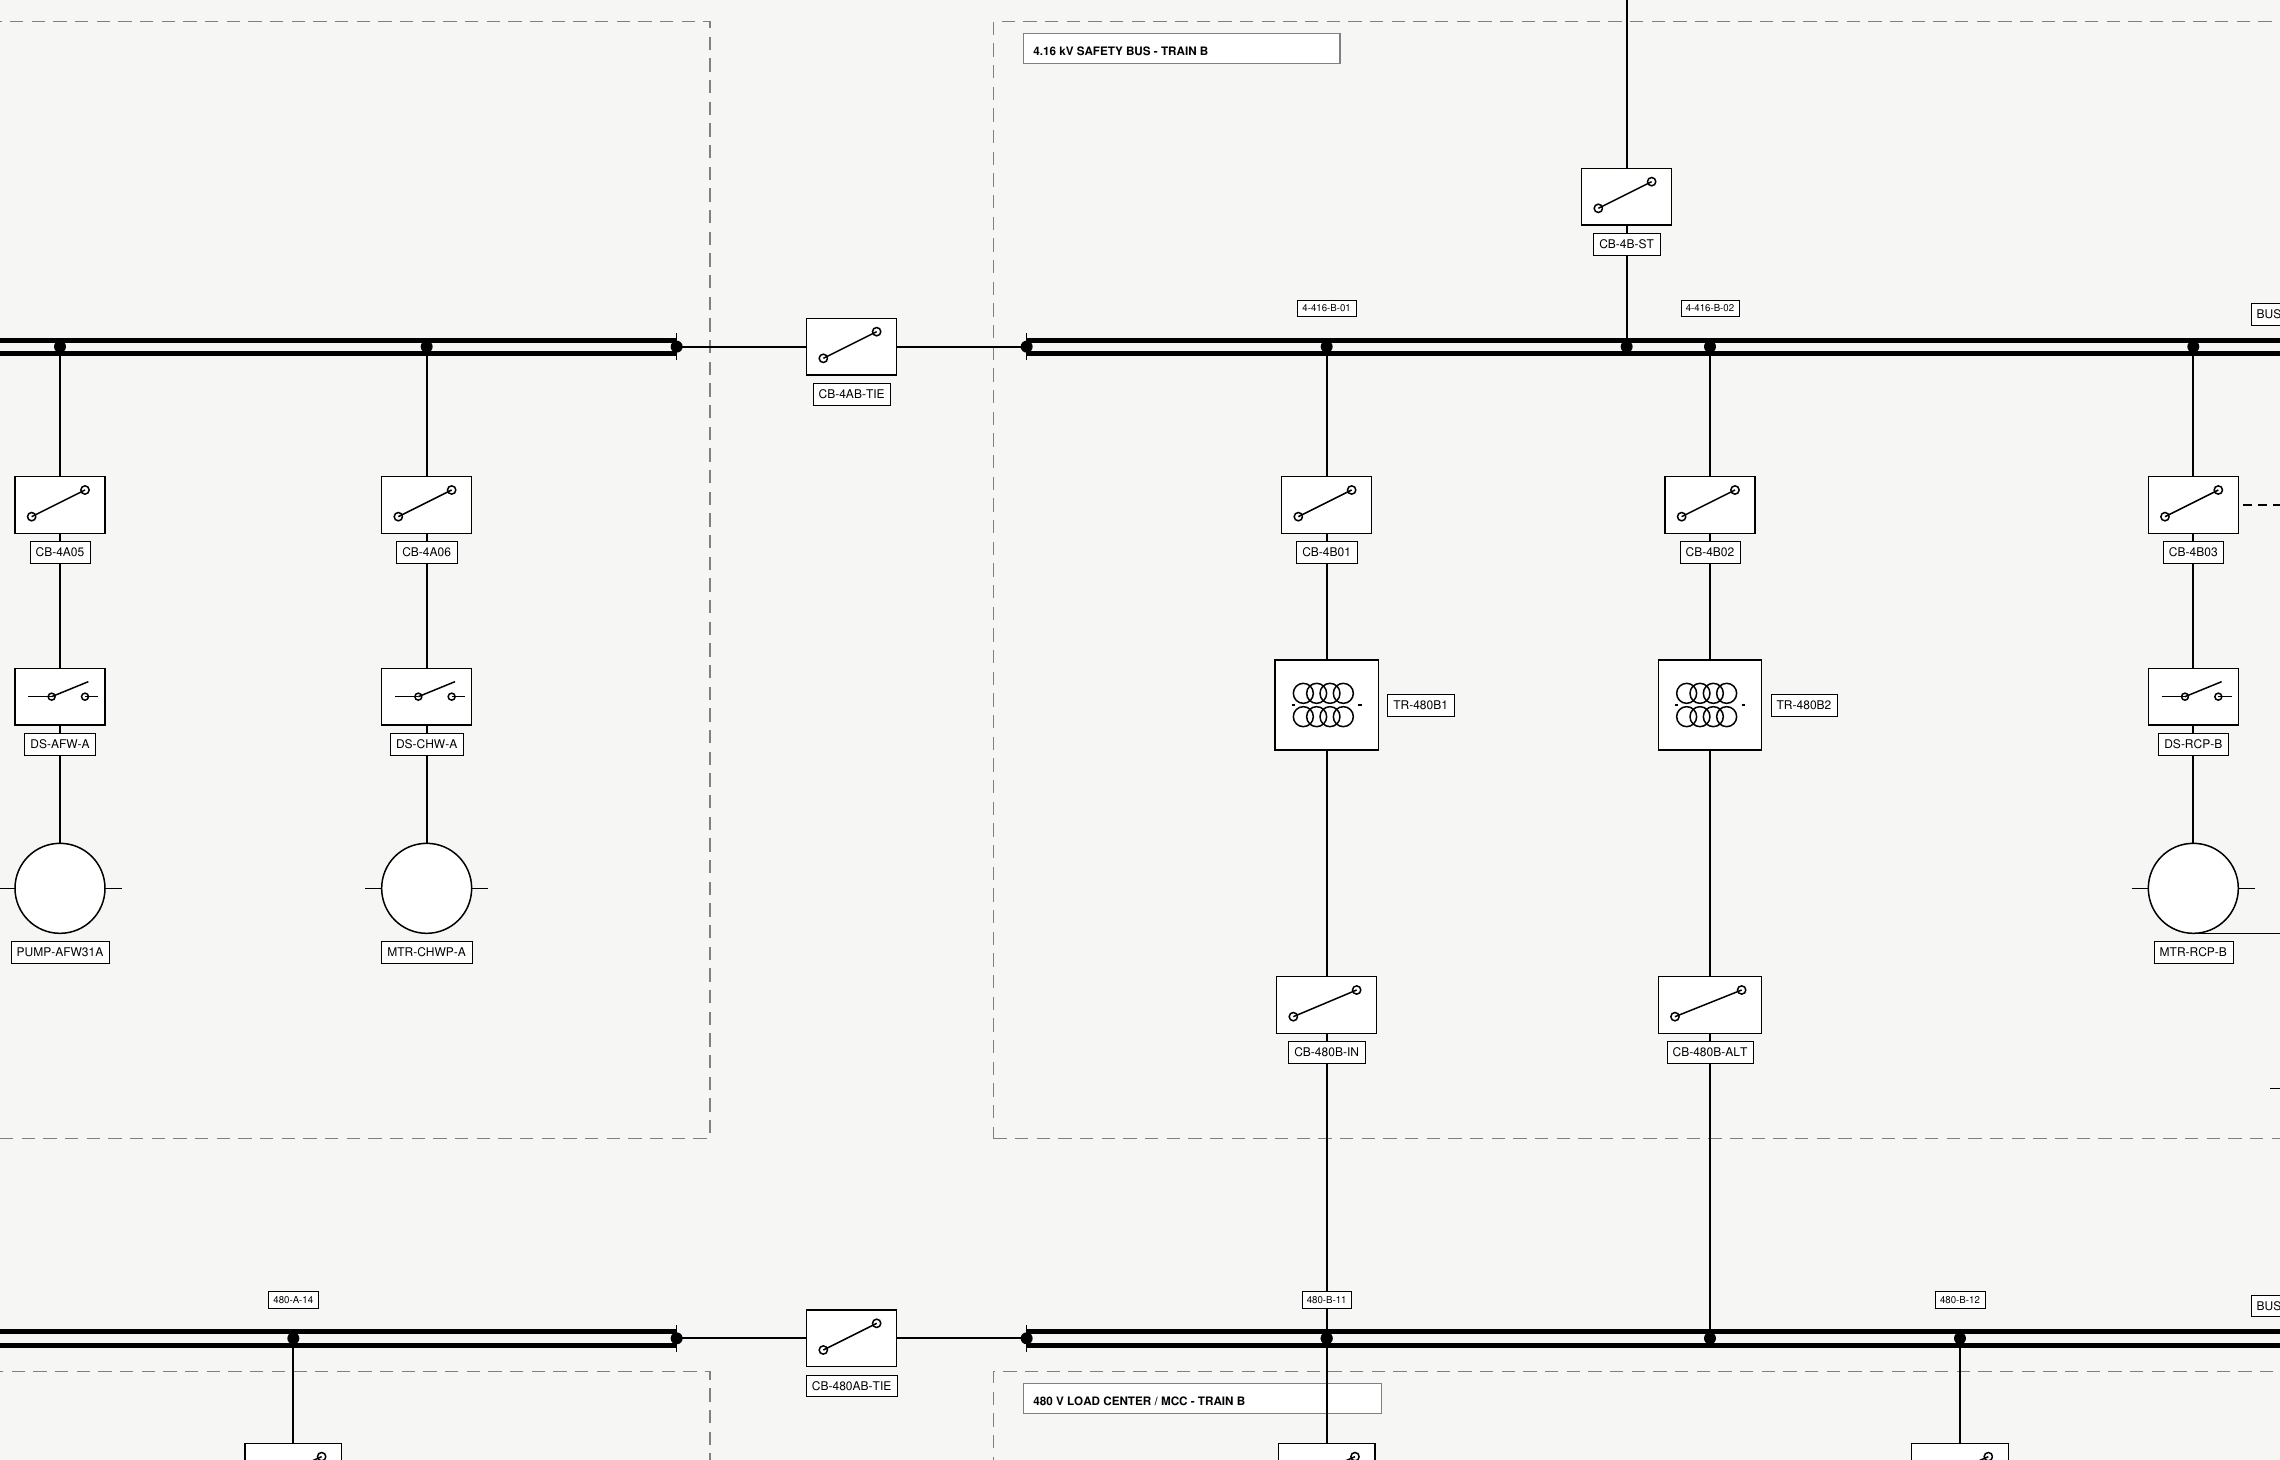 4.16 kV SAFETY BUS - TRAIN B
CB-4B-ST
4-416-B-01
4-416-B-02
BUS
CB-4AB-TIE
CB-4A05
CB-4A06
CB-4B01
CB-4B02
CB-4B03
TR-480B1
TR-480B2
DS-AFW-A
DS-CHW-A
DS-RCP-B
PUMP-AFW31A
MTR-CHWP-A
MTR-RCP-B
CB-480B-IN
CB-480B-ALT
480-A-14
480-B-11
480-B-12
BUS
CB-480AB-TIE
480 V LOAD CENTER / MCC - TRAIN B